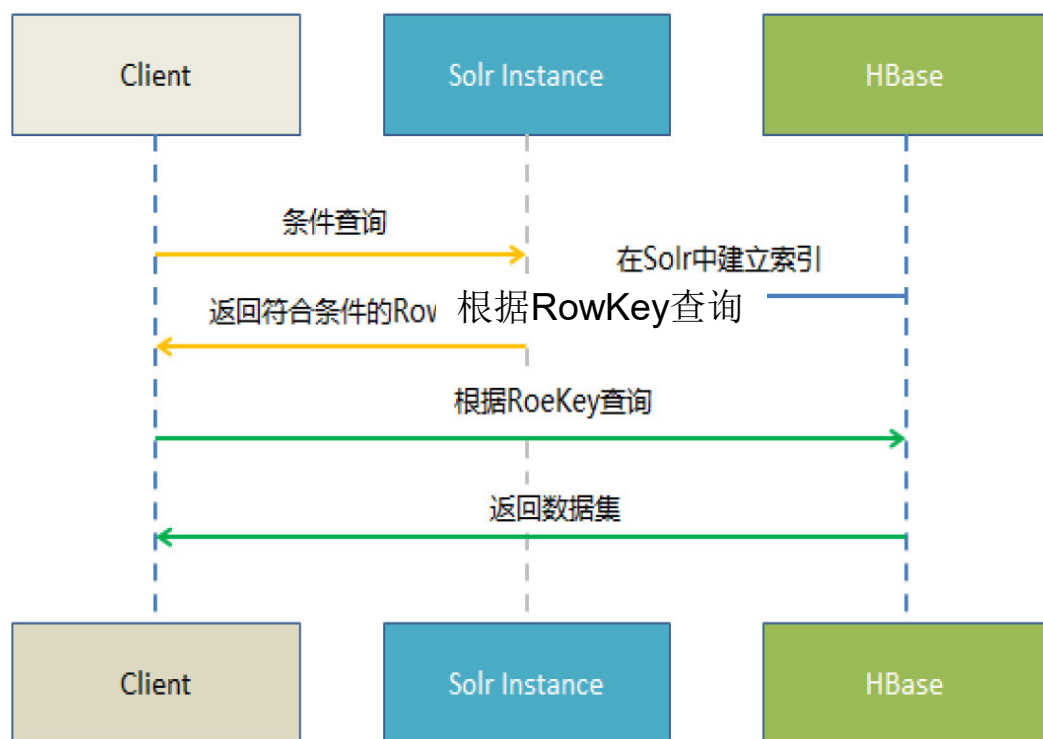 Client
Solr Instance
HBase
条件查询
在Solr中建立索引
返回符合条件的Row
根据RowKey查询
根据RoeKey查询
返回数据集
Client
Solr Instance
HBase